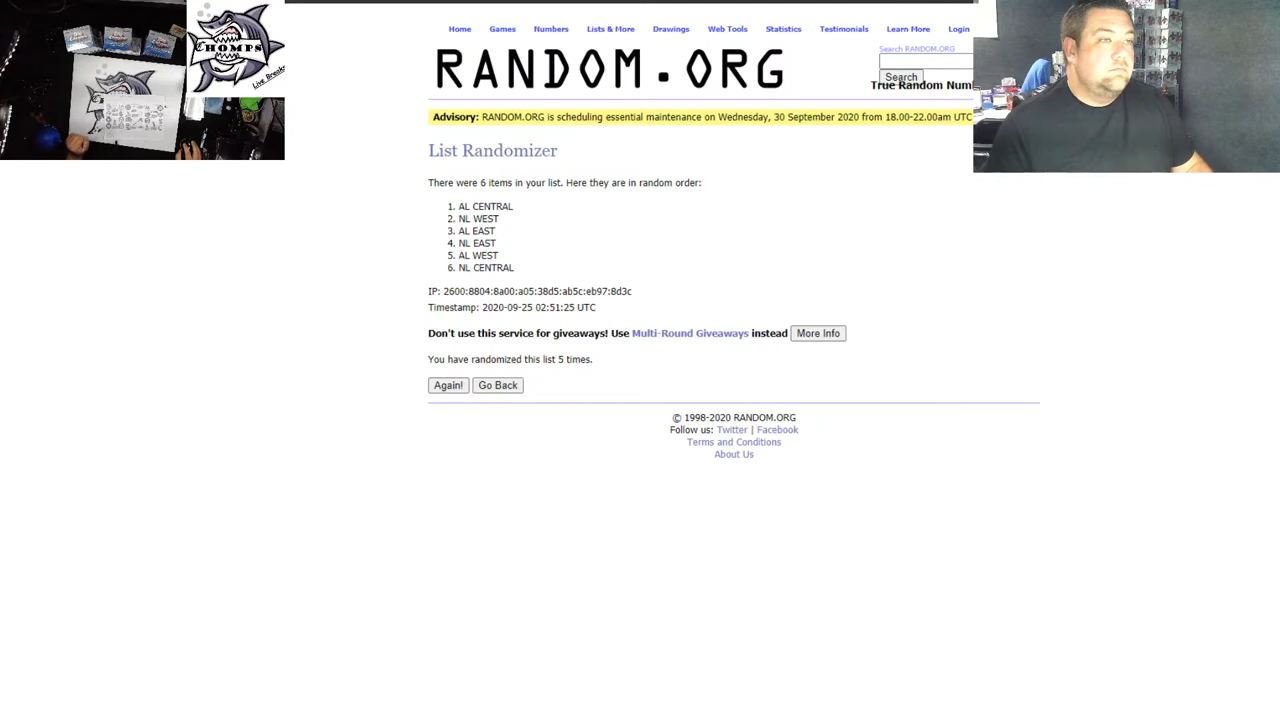 CHOMPS
Live Breaks
Home Games Numbers Lists & More Drawings Web Tools Statistics Testimonials Learn More Login
RANDOM.ORG
Search RANDOM.ORG
Search
True Random Num
Advisory: RANDOM.ORG is scheduling essential maintenance on Wednesday, 30 September 2020 from 18.00-22.00am UTC
List Randomizer
There were 6 items in your list. Here they are in random order:
1. AL CENTRAL
2. NL WEST
3. AL EAST
4. NL EAST
5. AL WEST
6. NL CENTRAL
IP: 2600:8804:8a00:a05:38d5:ab5c:eb97:8d3c
Timestamp: 2020-09-25 02:51:25 UTC
Don't use this service for giveaways! Use Multi-Round Giveaways instead More Info
You have randomized this list 5 times.
Again! Go Back
© 1998-2020 RANDOM.ORG
Follow us: Twitter | Facebook
Terms and Conditions
About Us